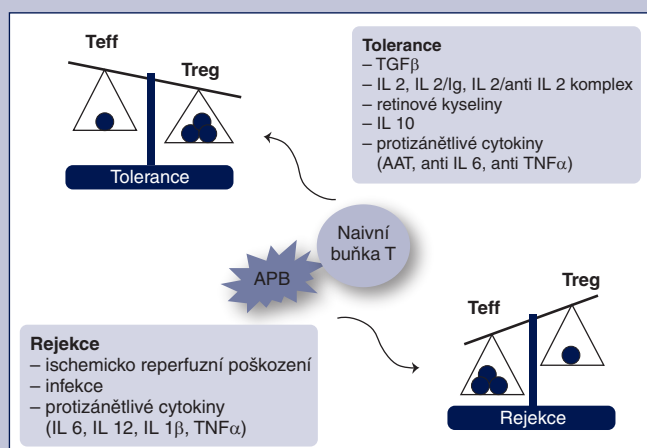 Teff
Treg
Tolerance
Tolerance
– TGFβ
– IL 2, IL 2/Ig, IL 2/anti IL 2 komplex
– retinové kyseliny
– IL 10
– protizánětlivé cytokiny
(AAT, anti IL 6, anti TNFα)
Naivní
buňka T
APB
Rejekce
– ischemicko reperfuzní poškození
– infekce
– protizánětlivé cytokiny
(IL 6, IL 12, IL 1β, TNFα)
Treg
Teff
Rejekce